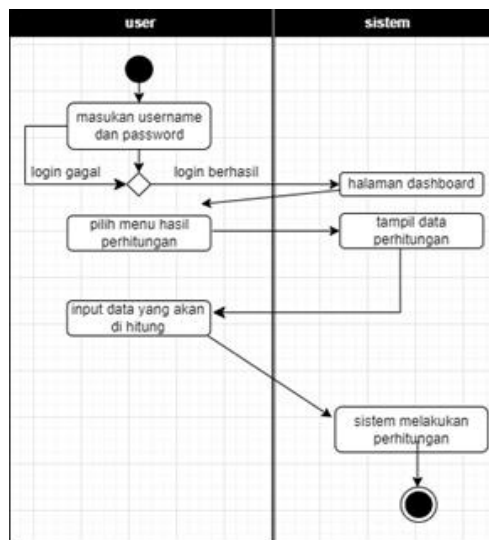 user
sistem
masukan username
dan password
login gagal
login berhasil
halaman dashboard
pilih menu hasil
perhitungan
tampil data
perhitungan
input data yang akan
di hitung
sistem melakukan
perhitungan